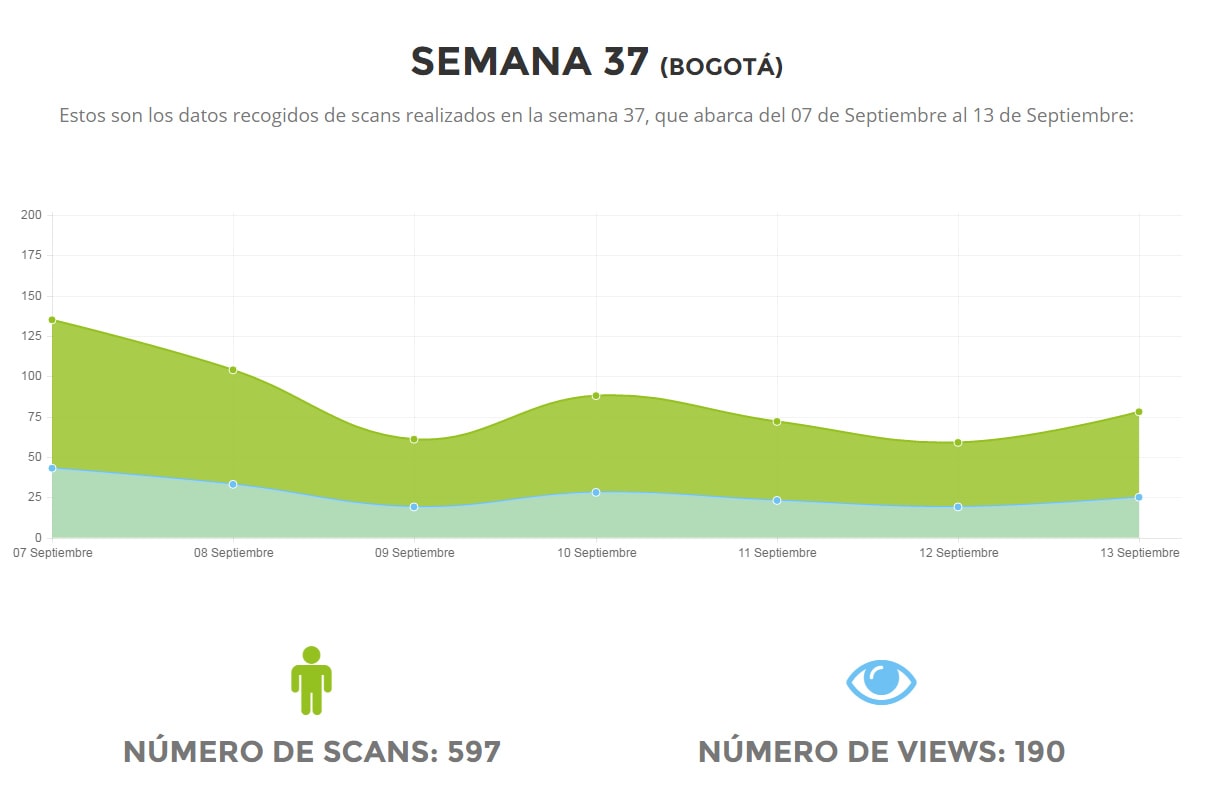 SEMANA 37 (BOGOTÁ)
Estos son los datos recogidos de scans realizados en la semana 37, que abarca del 07 de Septiembre al 13 de Septiembre:
200
175
150
125
100
75
50
25
0
07 Septiembre 08 Septiembre 09 Septiembre 10 Septiembre 11 Septiembre 12 Septiembre 13 Septiembre
NÚMERO DE SCANS: 597 NÚMERO DE VIEWS: 190